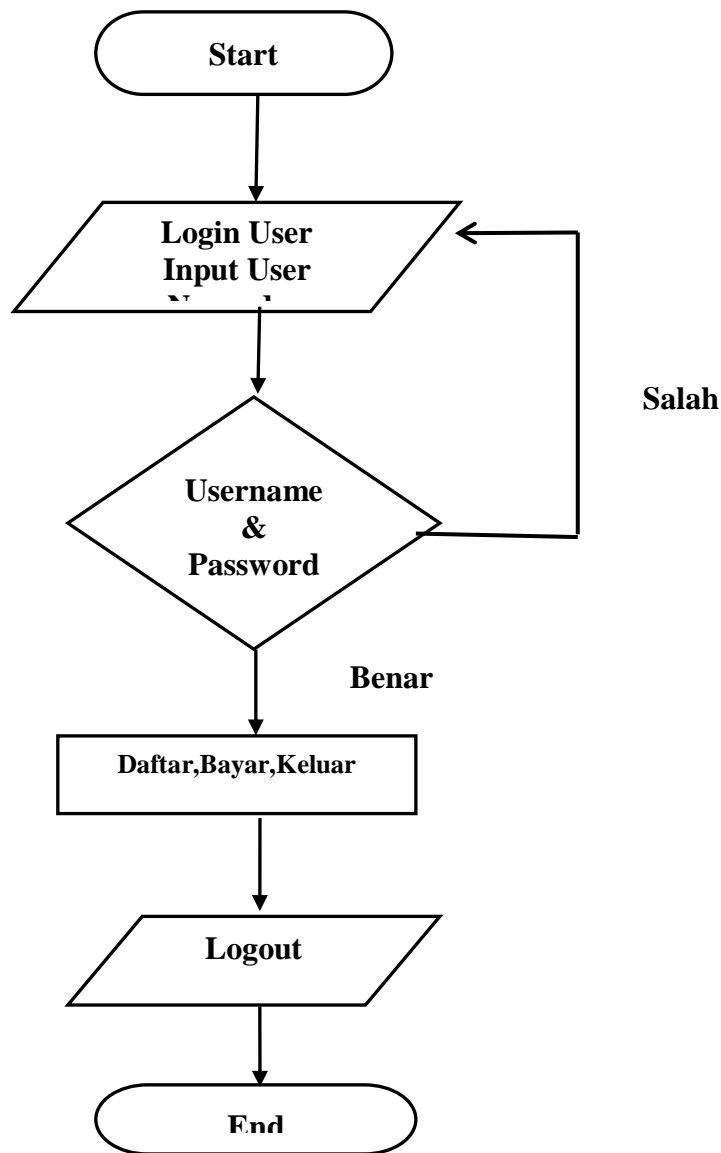 Start
Login User
Input User
Salah
Username
&
Password
Benar
Daftar,Bayar,Keluar
Logout
End